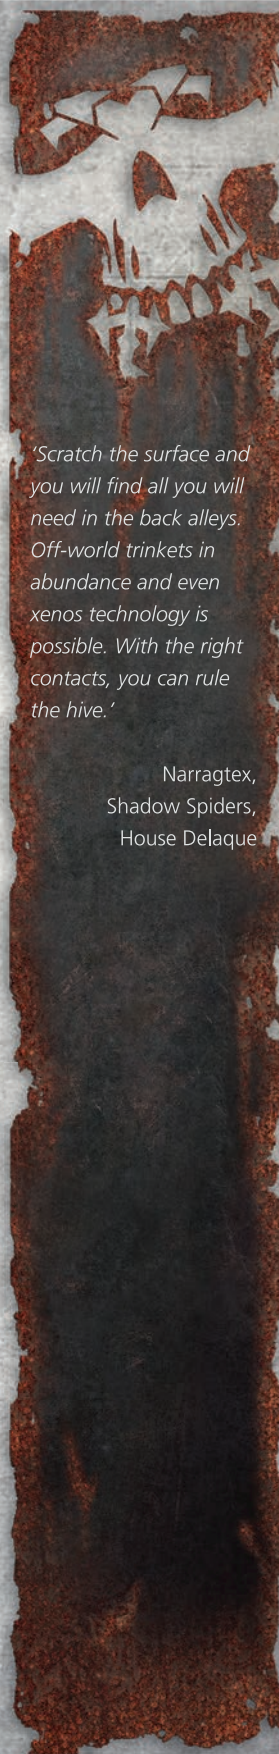 ‘Scratch the surface and
you will find all you will
need in the back alleys.
Off-world trinkets in
abundance and even
xenos technology is
possible. With the right
contacts, you can rule
the hive.’
Narragtex,
Shadow Spiders,
House Delaque